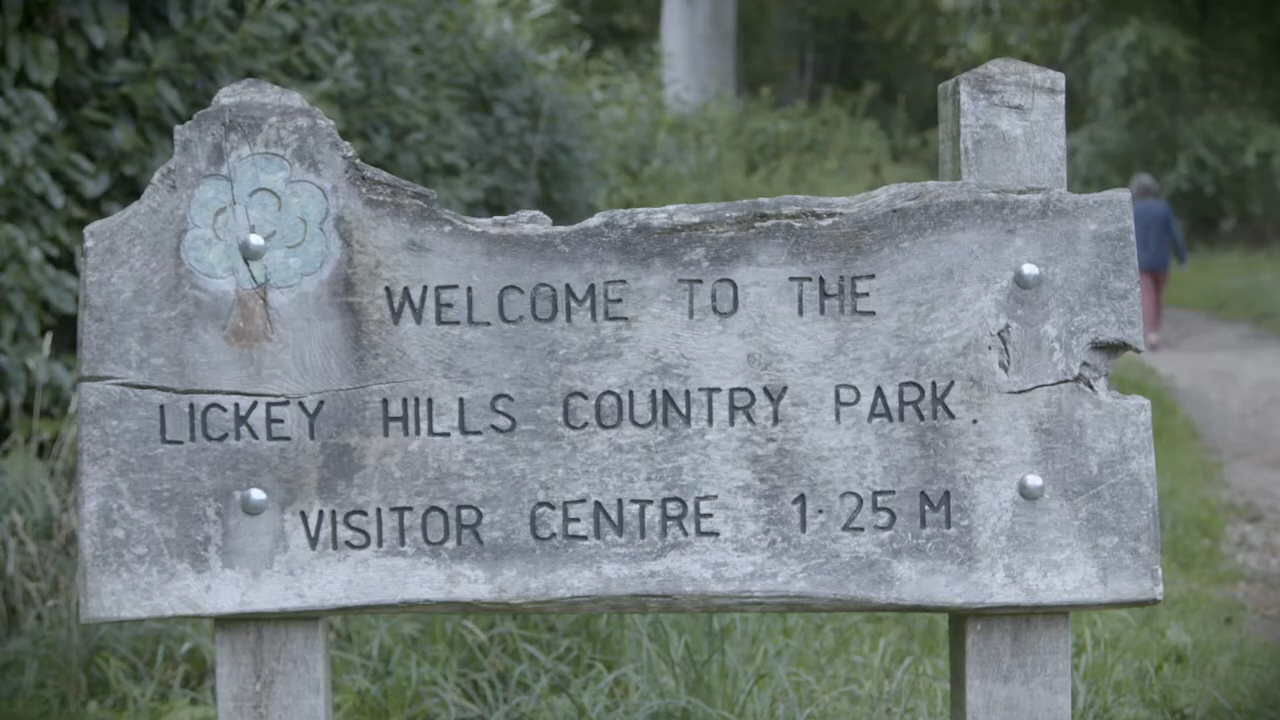 WELCOME TO THE
LICKEY HILLS COUNTRY PARK.
VISITOR CENTRE 1·25 M